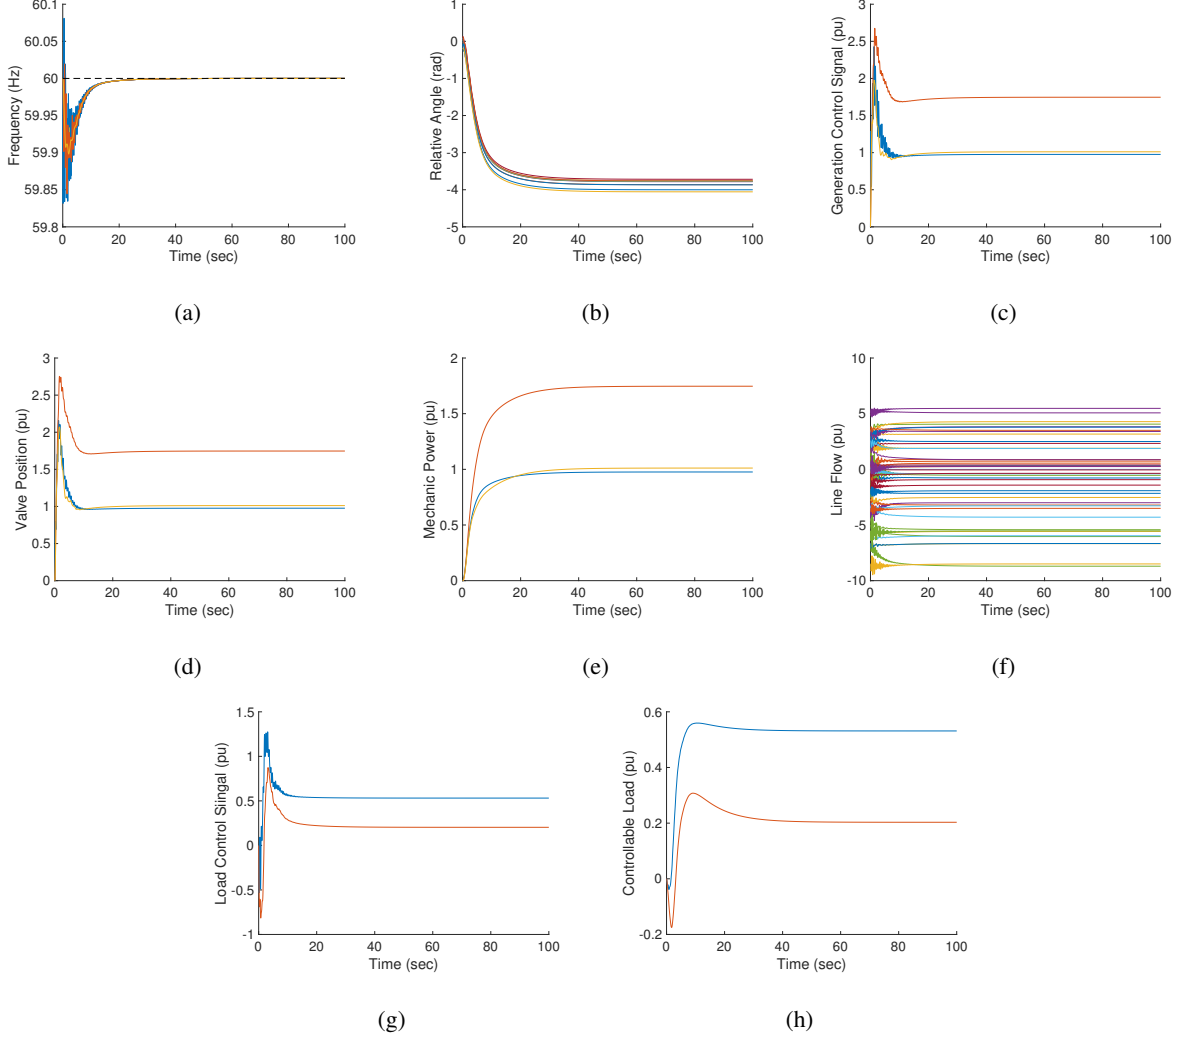 60.1
60.05
60
59.95
59.9
59.85
59.8
Frequency (Hz)
0 20 40 60 80 100
Time (sec)
(a)
1
0
-1
-2
-3
-4
-5
Relative Angle (rad)
0 20 40 60 80 100
Time (sec)
(b)
3
2.5
2
1.5
1
0.5
0
Generation Control Signal (pu)
0 20 40 60 80 100
Time (sec)
(c)
3
2.5
2
1.5
1
0.5
0
Valve Position (pu)
0 20 40 60 80 100
Time (sec)
(d)
2
1.5
1
0.5
0
Mechanic Power (pu)
0 20 40 60 80 100
Time (sec)
(e)
10
5
0
-5
-10
Line Flow (pu)
0 20 40 60 80 100
Time (sec)
(f)
1.5
1
0.5
0
-0.5
-1
Load Control Siingal (pu)
0 20 40 60 80 100
Time (sec)
(g)
0.6
0.4
0.2
0
-0.2
Controllable Load (pu)
0 20 40 60 80 100
Time (sec)
(h)